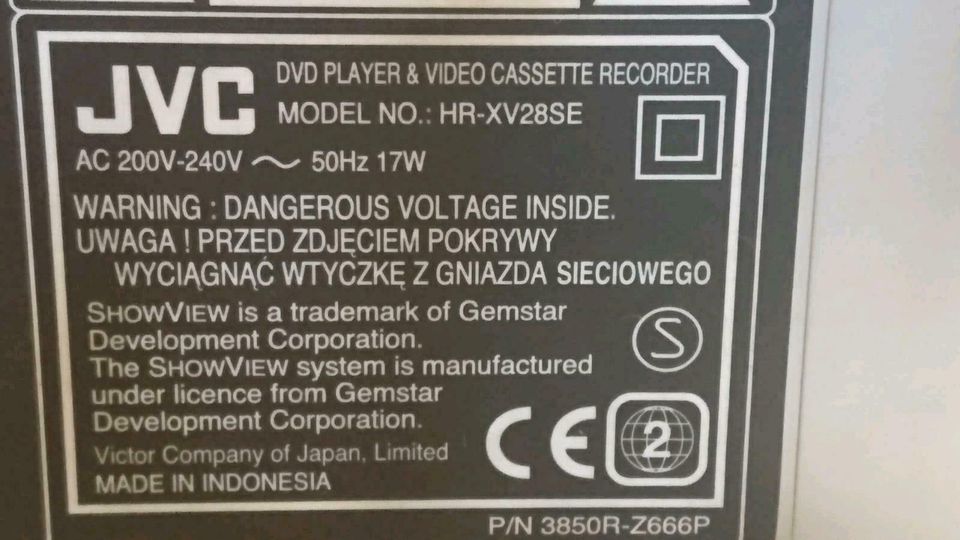 JVC
DVD PLAYER & VIDEO CASSETTE RECORDER
MODEL NO.: HR-XV28SE
AC 200V-240V ~ 50Hz 17W
WARNING : DANGEROUS VOLTAGE INSIDE.
UWAGA ! PRZED ZDJĘCIEM POKRYWY
WYCIĄGNĄĆ WTYCZKĘ Z GNIAZDA SIECIOWEGO
SHOWVIEW is a trademark of Gemstar
Development Corporation.
The SHOWVIEW system is manufactured
under licence from Gemstar
Development Corporation.
S
Victor Company of Japan, Limited
MADE IN INDONESIA
CE
2
P/N 3850R-Z666P